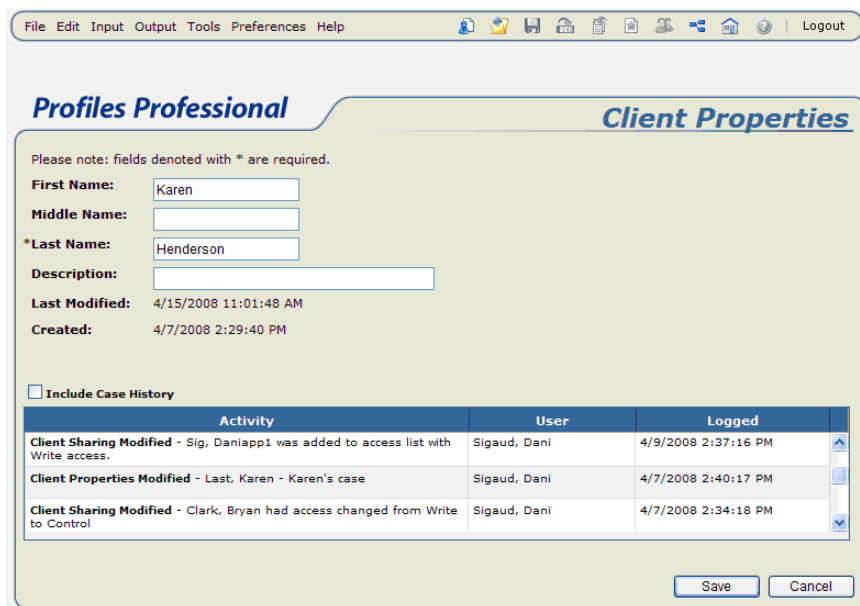 File Edit Input Output Tools Preferences Help Logout
Profiles Professional
Client Properties
Please note: fields denoted with * are required.
First Name: Karen
Middle Name:
*Last Name: Henderson
Description:
Last Modified: 4/15/2008 11:01:48 AM
Created: 4/7/2008 2:29:40 PM
Include Case History
Activity User Logged
Client Sharing Modified - Sig, Daniapp1 was added to access list with Sigaud, Dani 4/9/2008 2:37:16 PM
Write access.
Client Properties Modified - Last, Karen - Karen's case Sigaud, Dani 4/7/2008 2:40:17 PM
Client Sharing Modified - Clark, Bryan had access changed from Write Sigaud, Dani 4/7/2008 2:34:18 PM
to Control
Save Cancel